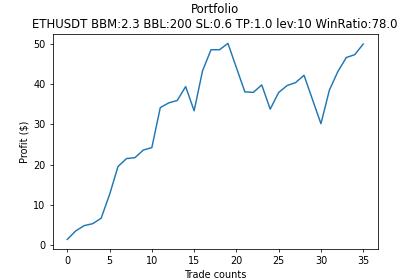 Portfolio
ETHUSDT BBM:2.3 BBL:200 SL:0.6 TP:1.0 lev:10 WinRatio:78.0
50
40
30
20
10
0
Profit ($)
0 5 10 15 20 25 30 35
Trade counts